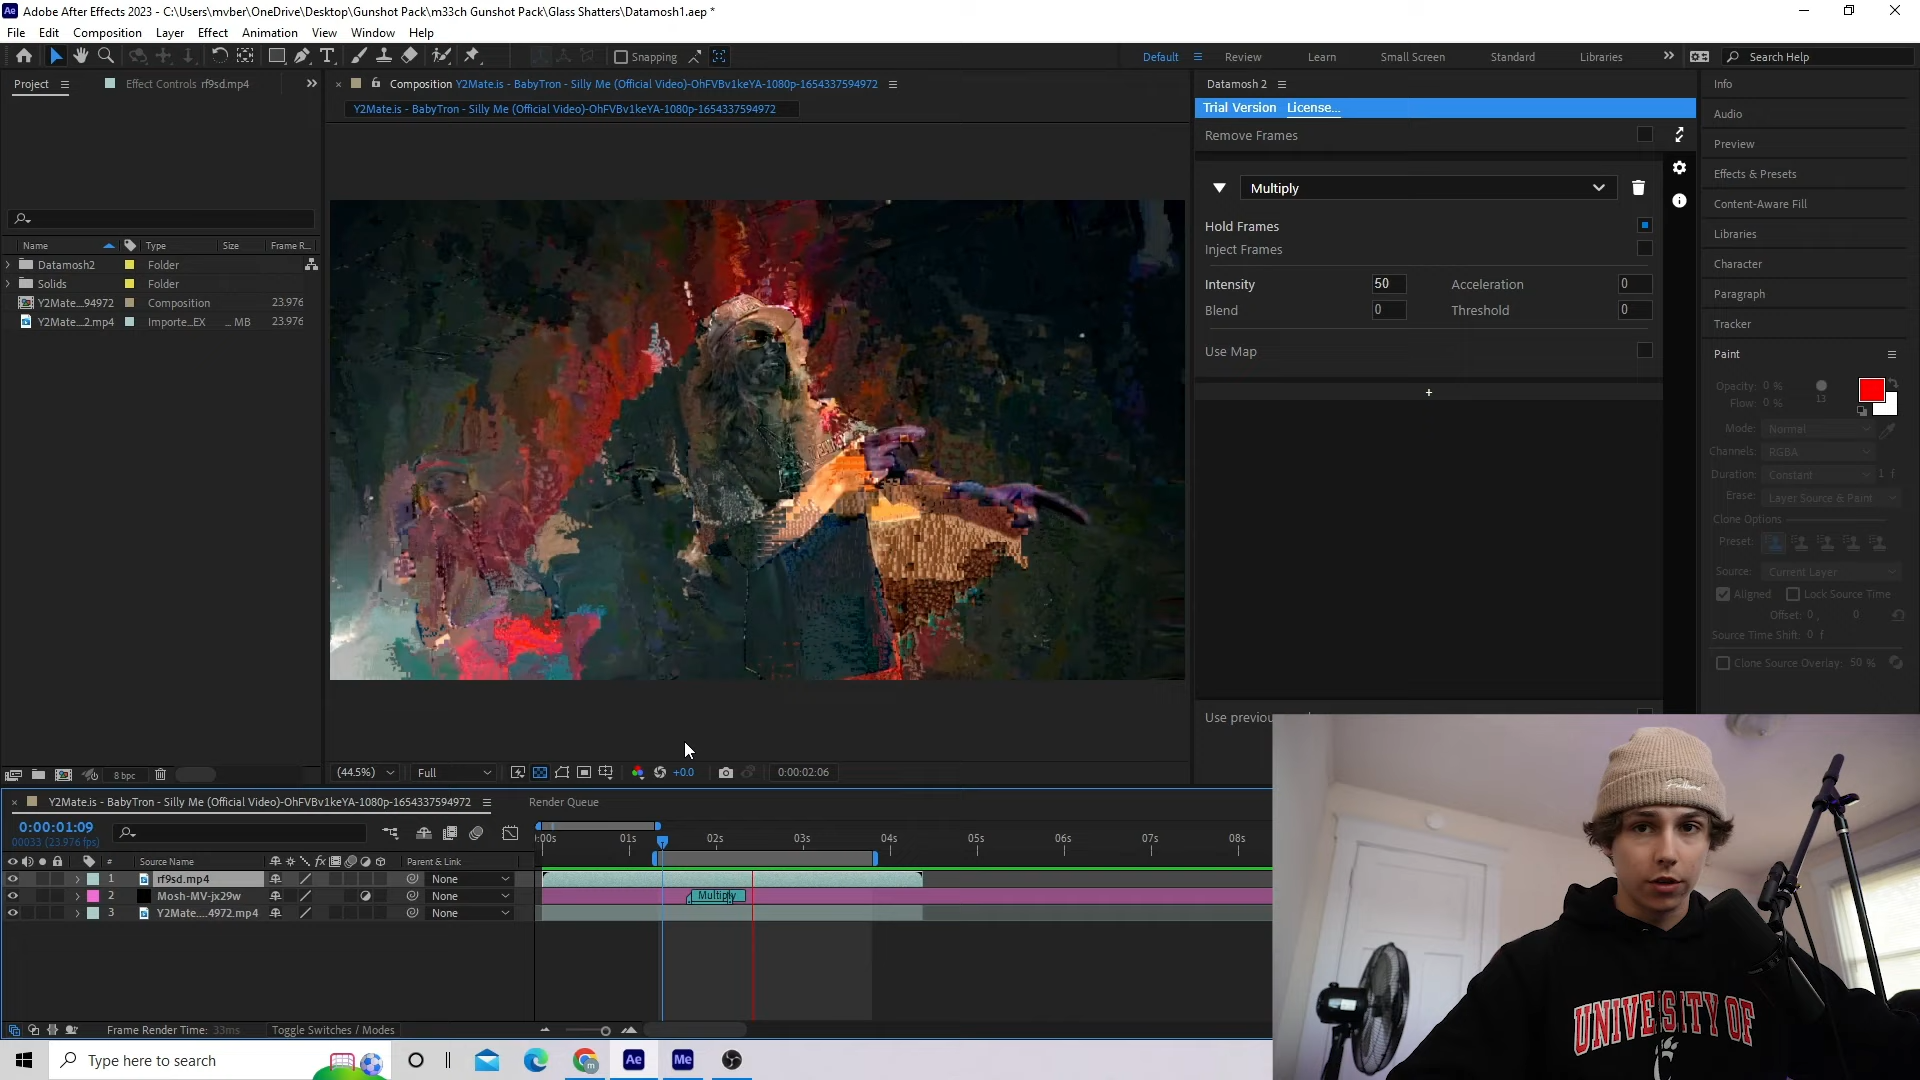 Adobe After Effects 2023 - C:\Users\mvber\OneDrive\Desktop\Gunshot Pack\m33ch Gunshot Pack\Glass Shatters\Datamosh1.aep *
File Edit Composition Layer Effect Animation View Window Help
Snapping
Default Review Learn Small Screen Standard Libraries Search Help
Project Effect Controls rf9sd.mp4
Composition Y2Mate.is - BabyTron - Silly Me (Official Video)-OhFVBv1keYA-1080p-1654337594972
Y2Mate.is - BabyTron - Silly Me (Official Video)-OhFVBv1keYA-1080p-1654337594972
Name Type Size Frame R...
Datamosh2 Folder
Solids Folder
Y2Mate...94972 Composition 23.976
Y2Mate...2.mp4 Importe...EX ... MB 23.976
8 bpc
(44.5%) Full +0.0 0:00:02:06
Datamosh 2
Trial Version License...
Remove Frames
Multiply
Hold Frames
Inject Frames
Intensity 50 Acceleration 0
Blend 0 Threshold 0
Use Map
+
Use previou
Info
Audio
Preview
Effects & Presets
Content-Aware Fill
Libraries
Character
Paragraph
Tracker
Paint
Opacity: 0 %
Flow: 0 % 13
Mode: Normal
Channels: RGBA
Duration: Constant 1 f
Erase: Layer Source & Paint
Clone Options
Preset:
Source: Current Layer
Aligned Lock Source Time
Offset: 0 , 0
Source Time Shift: 0 f
Clone Source Overlay: 50 %
Y2Mate.is - BabyTron - Silly Me (Official Video)-OhFVBv1keYA-1080p-1654337594972 Render Queue
0:00:01:09
00033 (23.976 fps)
:00s 01s 02s 03s 04s 05s 06s 07s 08s
# Source Name fx Parent & Link
1 rf9sd.mp4 None
2 Mosh-MV-jx29w None Multiply
3 Y2Mate....4972.mp4 None
Frame Render Time: 33ms Toggle Switches / Modes
Type here to search
Ae Me
UNIVERSITY OF